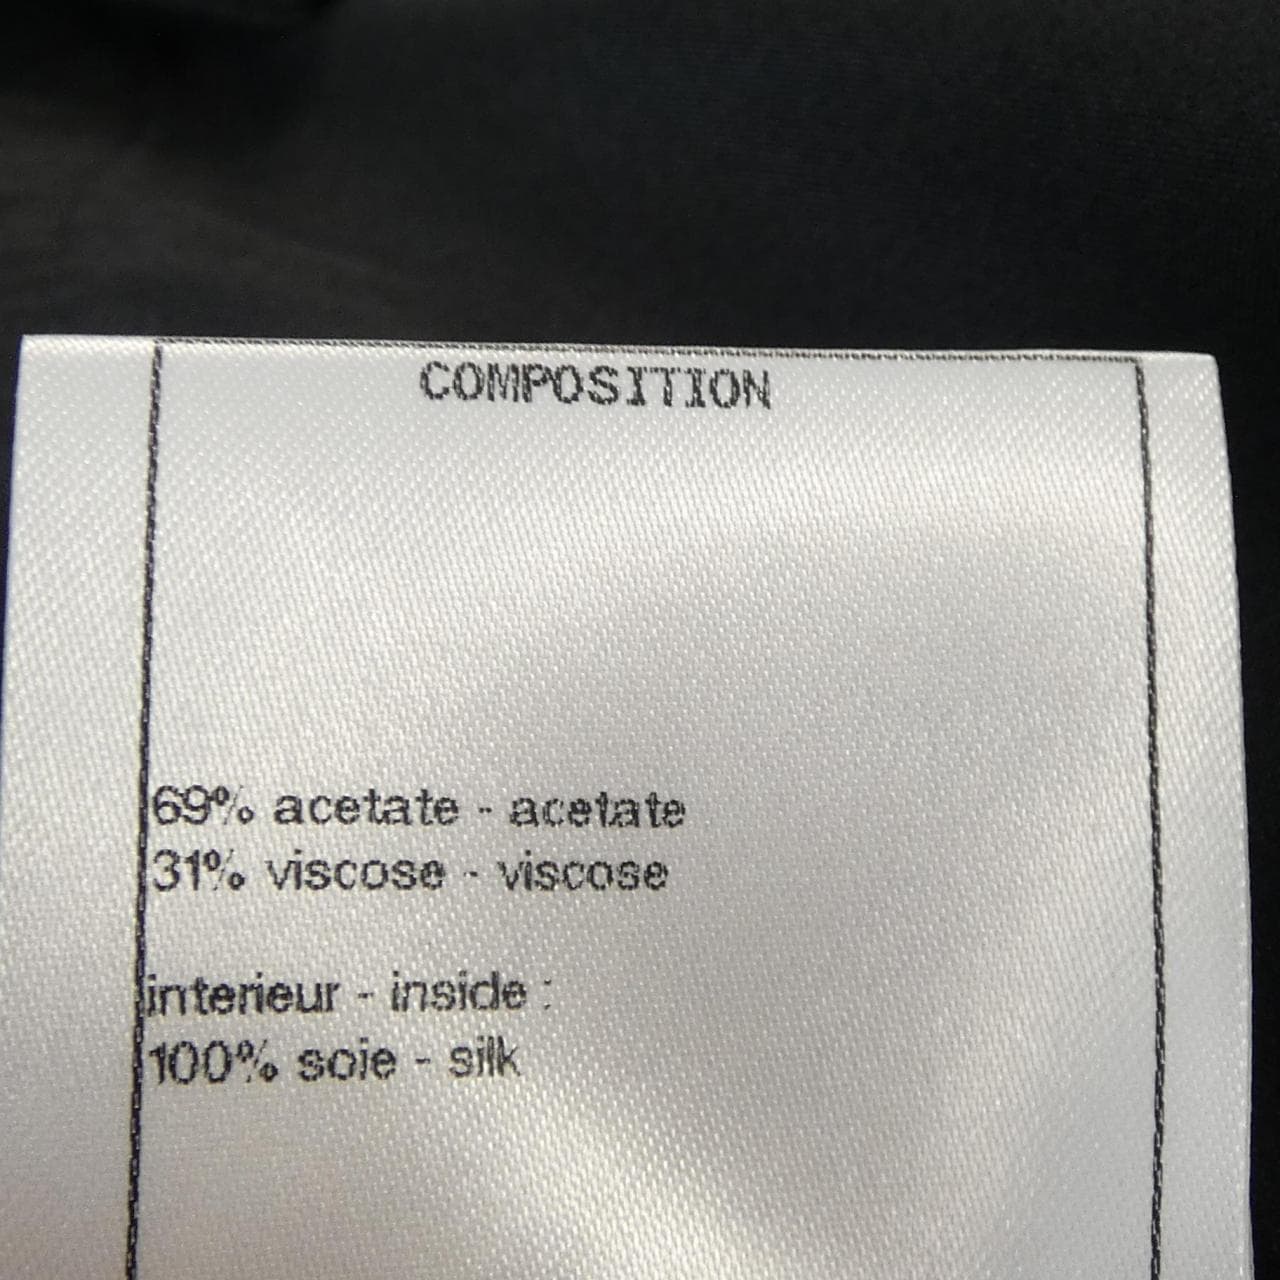 COMPOSITION
69% acetate - acetate
31% viscose - viscose
interieur - inside :
100% soie - silk